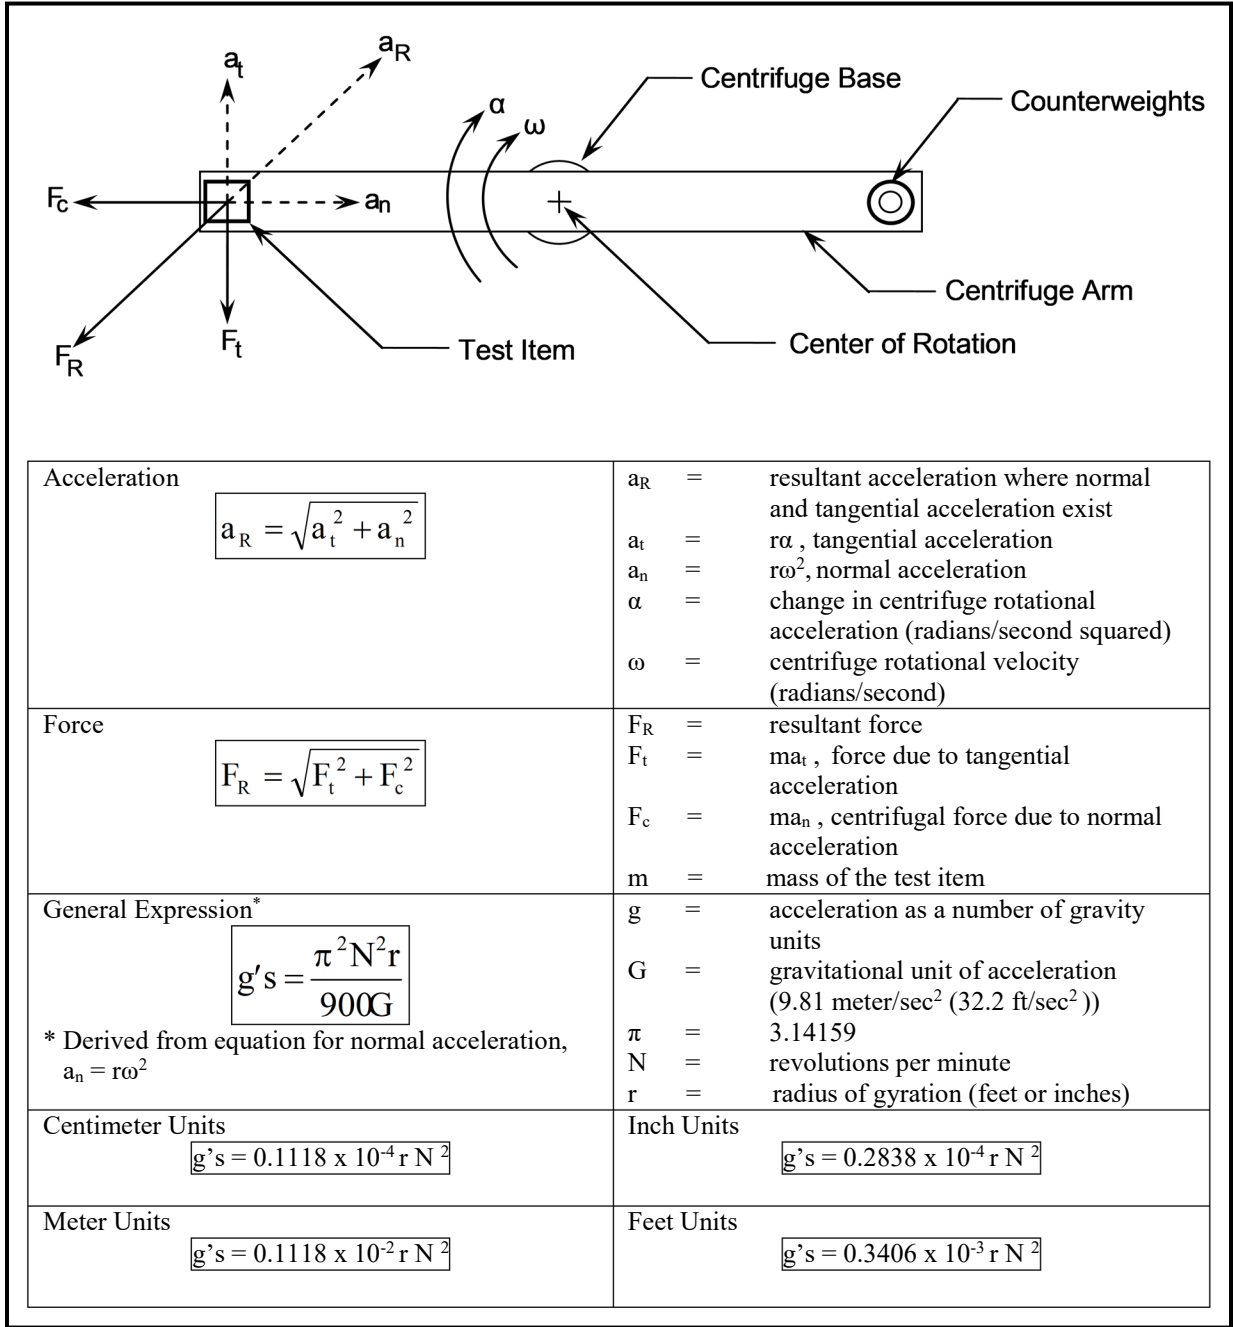 a_t
a_R
Centrifuge Base
Counterweights
α
ω
F_c
a_n
Centrifuge Arm
F_R
F_t
Test Item
Center of Rotation
Acceleration
a_R = √(a_t² + a_n²)
a_R = resultant acceleration where normal
and tangential acceleration exist
a_t = rα , tangential acceleration
a_n = rω², normal acceleration
α = change in centrifuge rotational
acceleration (radians/second squared)
ω = centrifuge rotational velocity
(radians/second)
Force
F_R = √(F_t² + F_c²)
F_R = resultant force
F_t = ma_t , force due to tangential
acceleration
F_c = ma_n , centrifugal force due to normal
acceleration
m = mass of the test item
General Expression*
g's = π²N²r / 900G
* Derived from equation for normal acceleration,
a_n = rω²
g = acceleration as a number of gravity
units
G = gravitational unit of acceleration
(9.81 meter/sec² (32.2 ft/sec² ))
π = 3.14159
N = revolutions per minute
r = radius of gyration (feet or inches)
Centimeter Units
g's = 0.1118 x 10⁻⁴ r N ²
Inch Units
g's = 0.2838 x 10⁻⁴ r N ²
Meter Units
g's = 0.1118 x 10⁻² r N ²
Feet Units
g's = 0.3406 x 10⁻³ r N ²